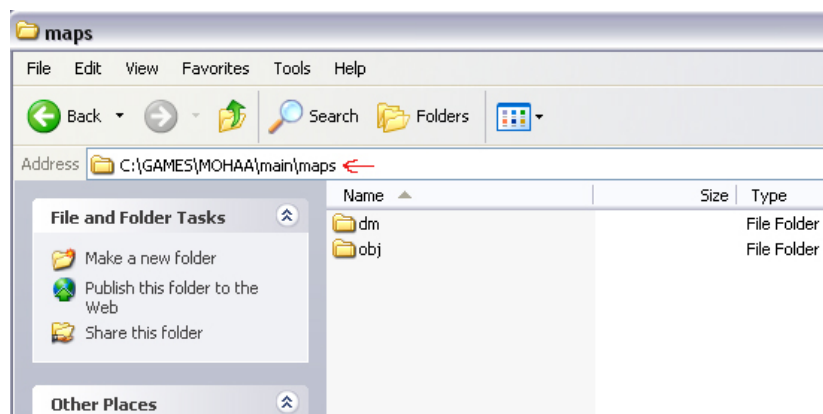 maps
File Edit View Favorites Tools Help
Back Search Folders
Address C:\GAMES\MOHAA\main\maps
Name Size Type
File and Folder Tasks
dm File Folder
obj File Folder
Make a new folder
Publish this folder to the
Web
Share this folder
Other Places